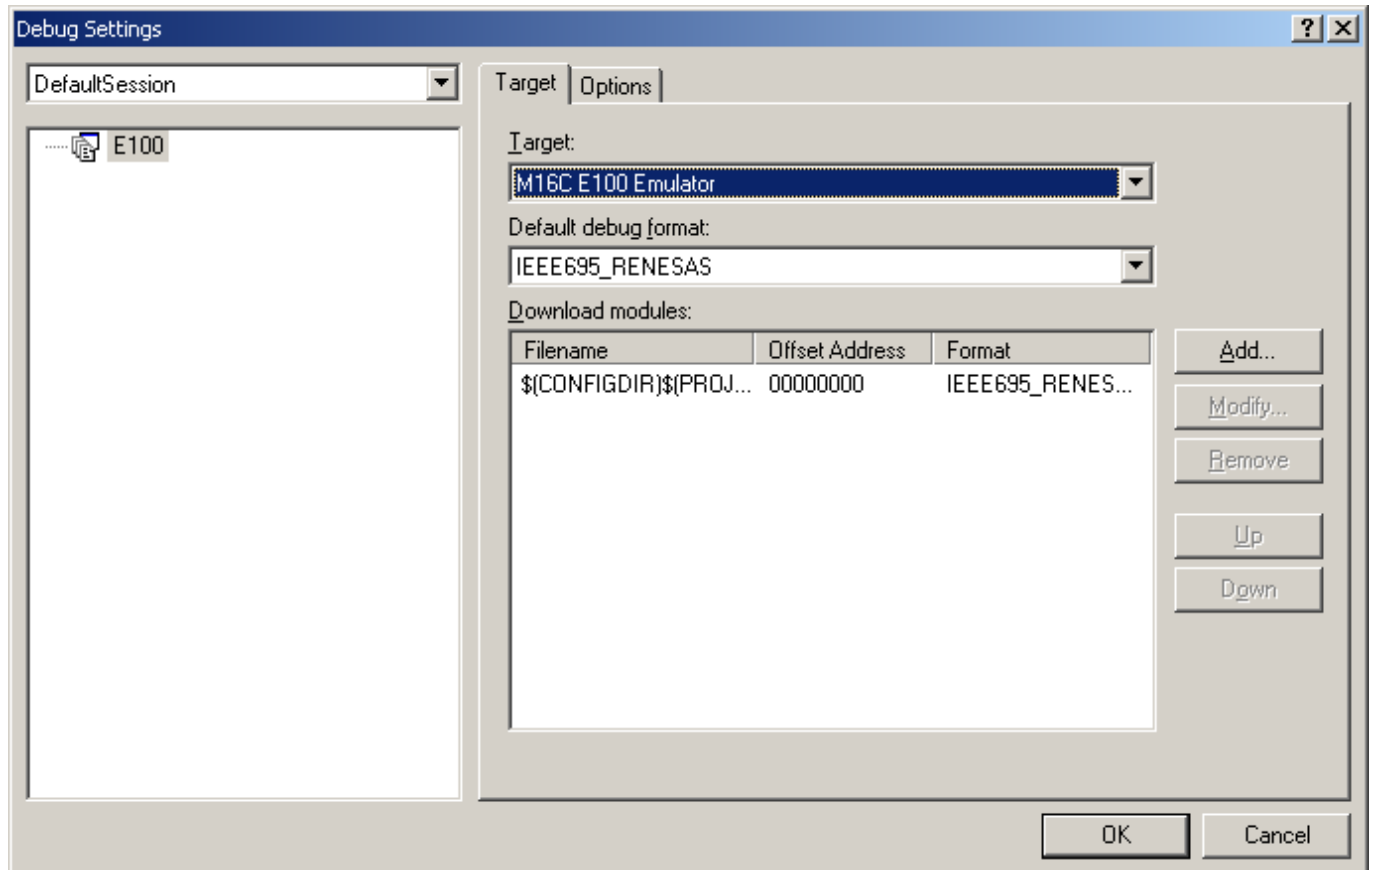 Debug Settings
DefaultSession
E100
Target Options
Target:
M16C E100 Emulator
Default debug format:
IEEE695_RENESAS
Download modules:
Filename Offset Address Format
$(CONFIGDIR)$(PROJ... 00000000 IEEE695_RENES...
Add...
Modify...
Remove
Up
Down
OK Cancel